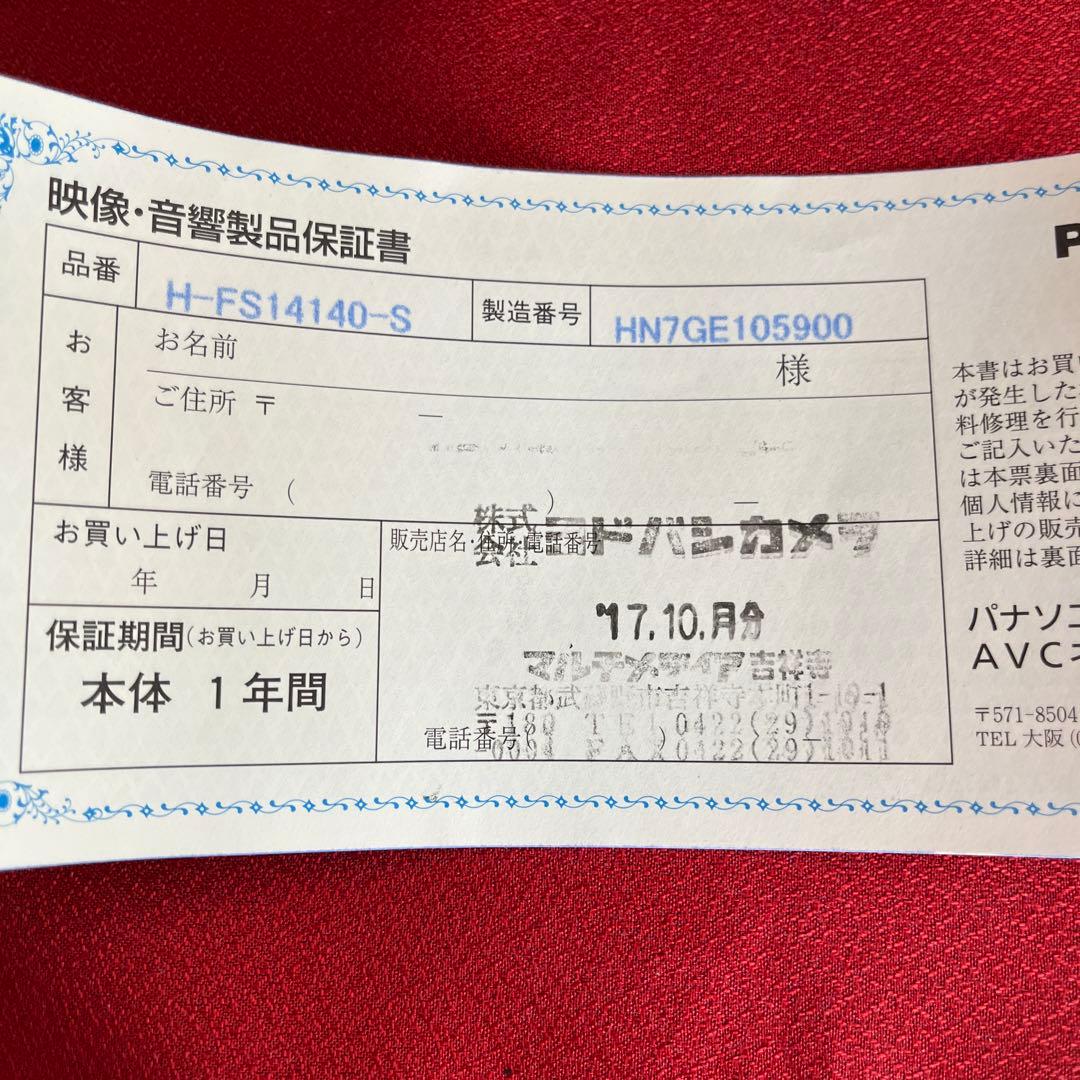 映像・音響製品保証書
P
品番 H-FS14140-S 製造番号 HN7GE105900
お客様
お名前 様
ご住所 〒 ―
電話番号 ( ) ―
お買い上げ日
年 月 日
保証期間(お買い上げ日から)
本体 1年間
販売店名・住所・電話番号
株式会社ヨドバシカメラ
'17.10.月分
マルチメディア吉祥寺
東京都武蔵野市吉祥寺 町1-19-1
〒180 TEL 0422(29)1010
電話番号( ) ―
-0004 FAX 0422(29)1011
本書はお買い
が発生した
料修理を行
ご記入いた
は本票裏面
個人情報に
上げの販売
詳細は裏面
パナソニ
AVCネ
〒571-8504
TEL 大阪(0